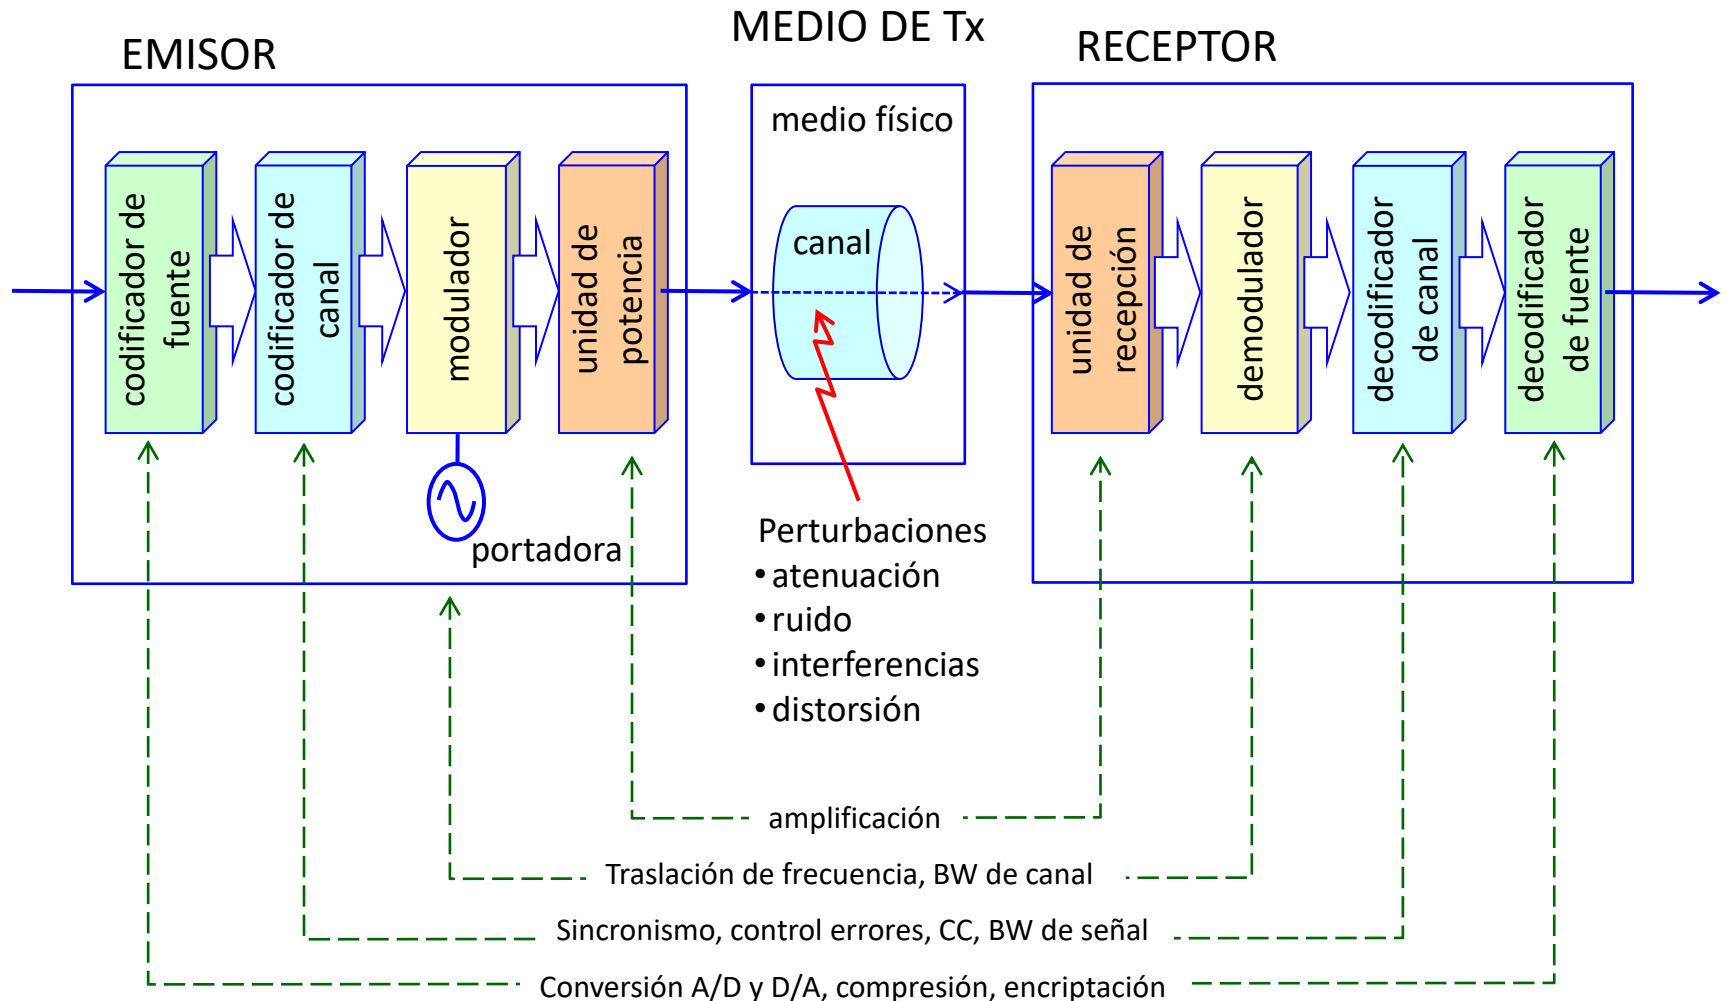 EMISOR
MEDIO DE Tx
RECEPTOR
codificador de
fuente
codificador de
canal
modulador
unidad de
potencia
portadora
medio físico
canal
unidad de
recepción
demodulador
decodificador
de canal
decodificador
de fuente
Perturbaciones
• atenuación
• ruido
• interferencias
• distorsión
amplificación
Traslación de frecuencia, BW de canal
Sincronismo, control errores, CC, BW de señal
Conversión A/D y D/A, compresión, encriptación